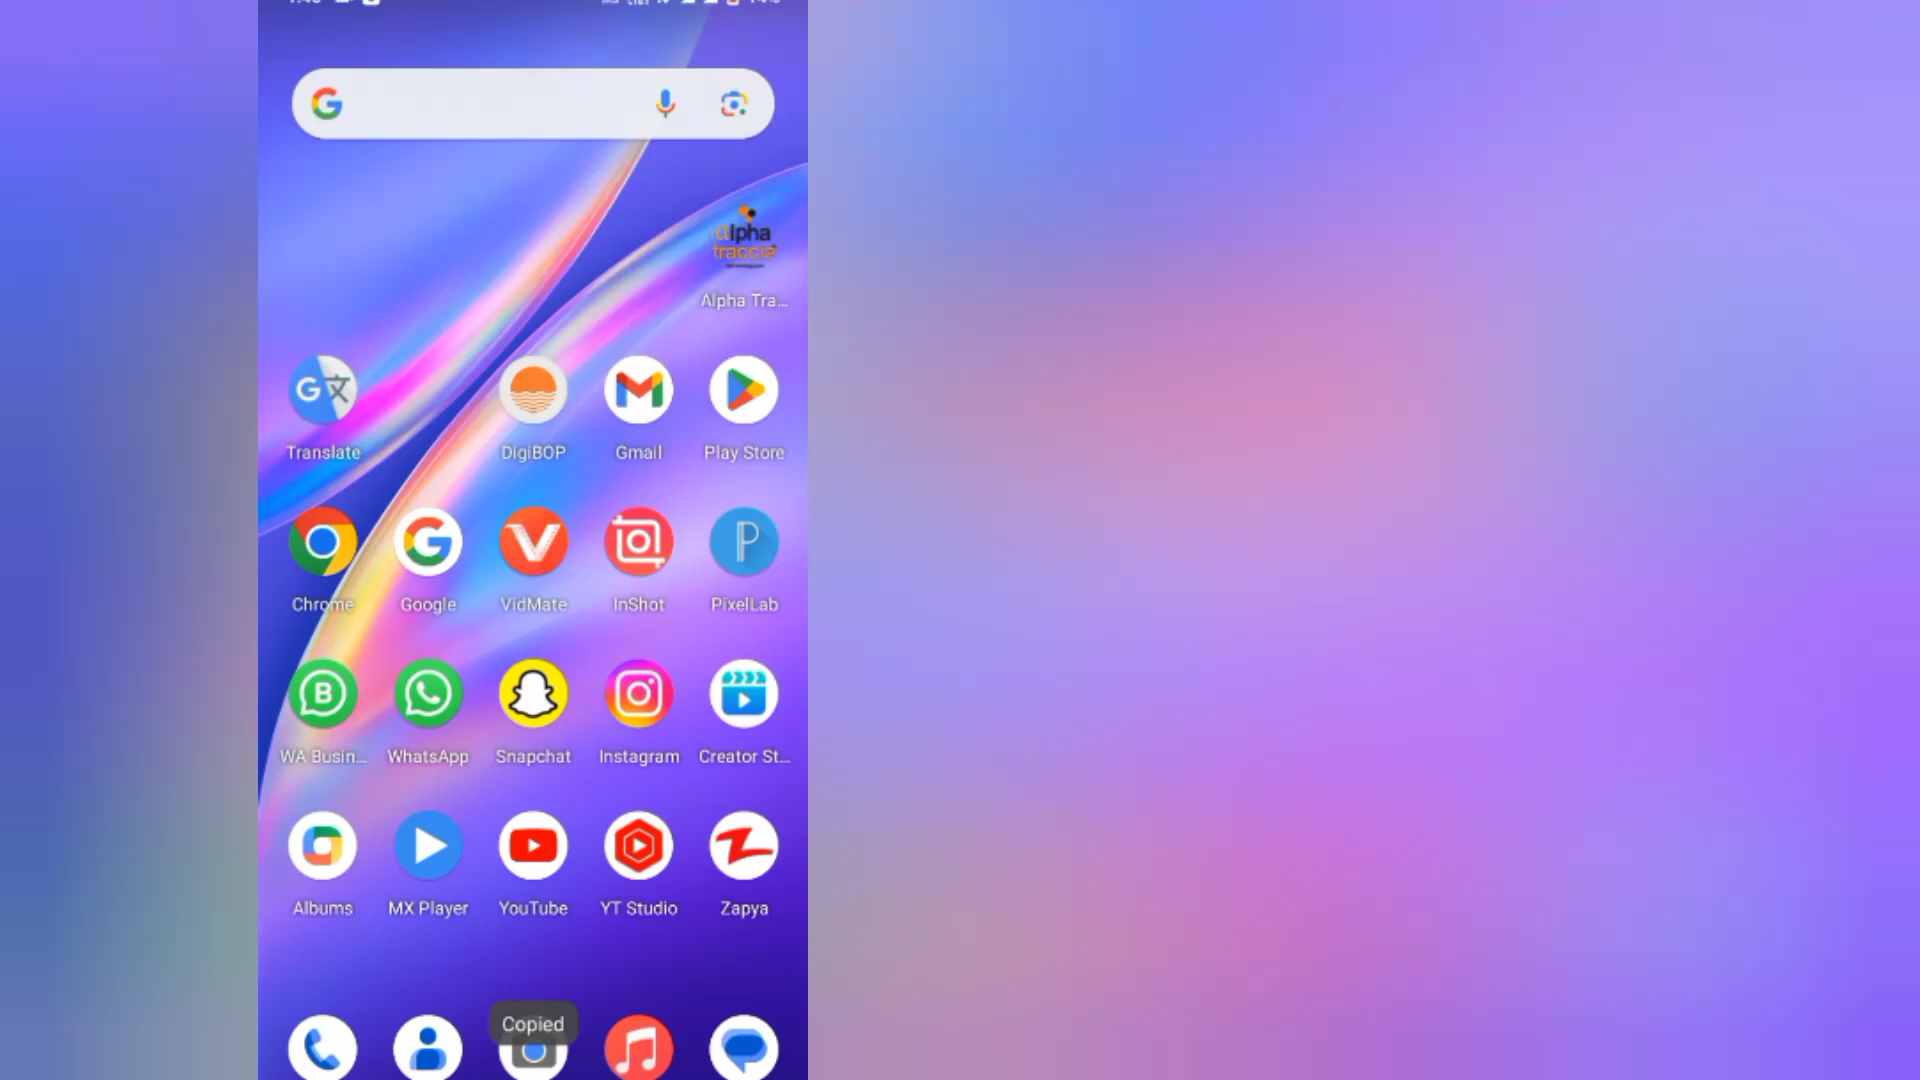 alpha
traccia
Alpha Tra...
Translate
DigiBOP
Gmail
Play Store
Chrome
Google
VidMate
InShot
PixelLab
WA Busin...
WhatsApp
Snapchat
Instagram
Creator St...
Albums
MX Player
YouTube
YT Studio
Zapya
Copied